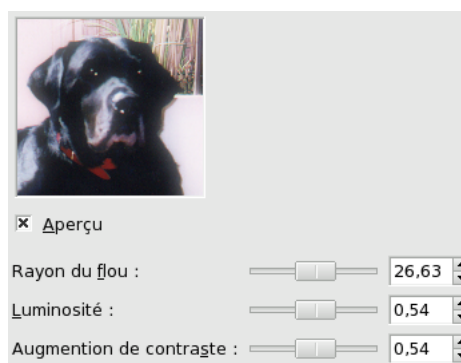 Aperçu
Rayon du flou : 26,63
Luminosité : 0,54
Augmention de contraste : 0,54